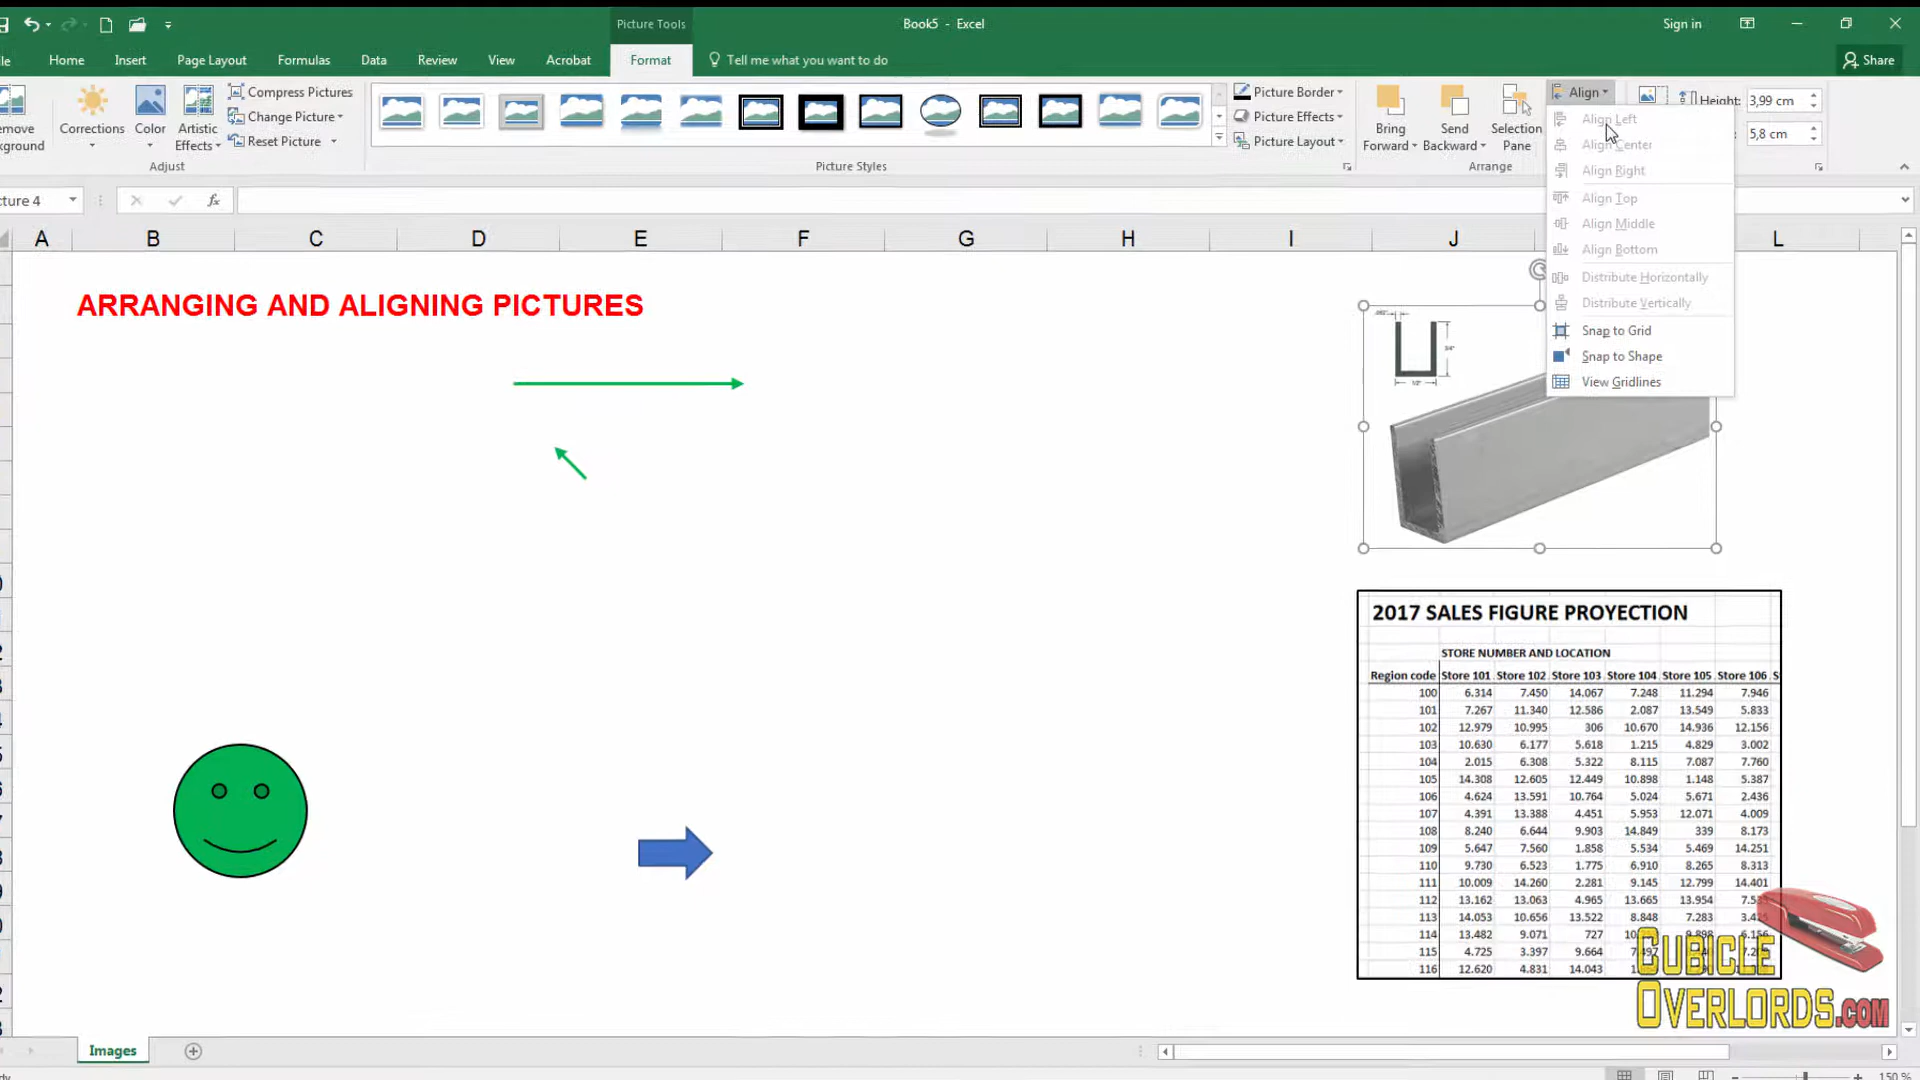 Picture Tools
Book5 - Excel
Sign in
Home Insert Page Layout Formulas Data Review View Acrobat Format Tell me what you want to do
Share
Corrections
Color
Artistic Effects
Compress Pictures
Change Picture
Reset Picture
Adjust
Picture Styles
Picture Border
Picture Effects
Picture Layout
Bring Forward
Send Backward
Selection Pane
Arrange
Align
Height: 3,99 cm
5,8 cm
Align Left
Align Center
Align Right
Align Top
Align Middle
Align Bottom
Distribute Horizontally
Distribute Vertically
Snap to Grid
Snap to Shape
View Gridlines
ture 4
fx
A B C D E F G H I J L
ARRANGING AND ALIGNING PICTURES
3/4"
1/2"
2017 SALES FIGURE PROYECTION
STORE NUMBER AND LOCATION
Region code Store 101 Store 102 Store 103 Store 104 Store 105 Store 106 S
100 6.314 7.450 14.067 7.248 11.294 7.946
101 7.267 11.340 12.586 2.087 13.549 5.833
102 12.979 10.995 306 10.670 14.936 12.156
103 10.630 6.177 5.618 1.215 4.829 3.002
104 2.015 6.308 5.322 8.115 7.087 7.760
105 14.308 12.605 12.449 10.898 1.148 5.387
106 4.624 13.591 10.764 5.024 5.671 2.436
107 4.391 13.388 4.451 5.953 12.071 4.009
108 8.240 6.644 9.903 14.849 339 8.173
109 5.647 7.560 1.858 5.534 5.469 14.251
110 9.730 6.523 1.775 6.910 8.265 8.313
111 10.009 14.260 2.281 9.145 12.799 14.401
112 13.162 13.063 4.965 13.665 13.954
113 14.053 10.656 13.522 8.848 7.283
114 13.482 9.071 727
115 4.725 3.397 9.664
116 12.620 4.831 14.043
CUBICLE
OVERLORDS.COM
Images
150 %